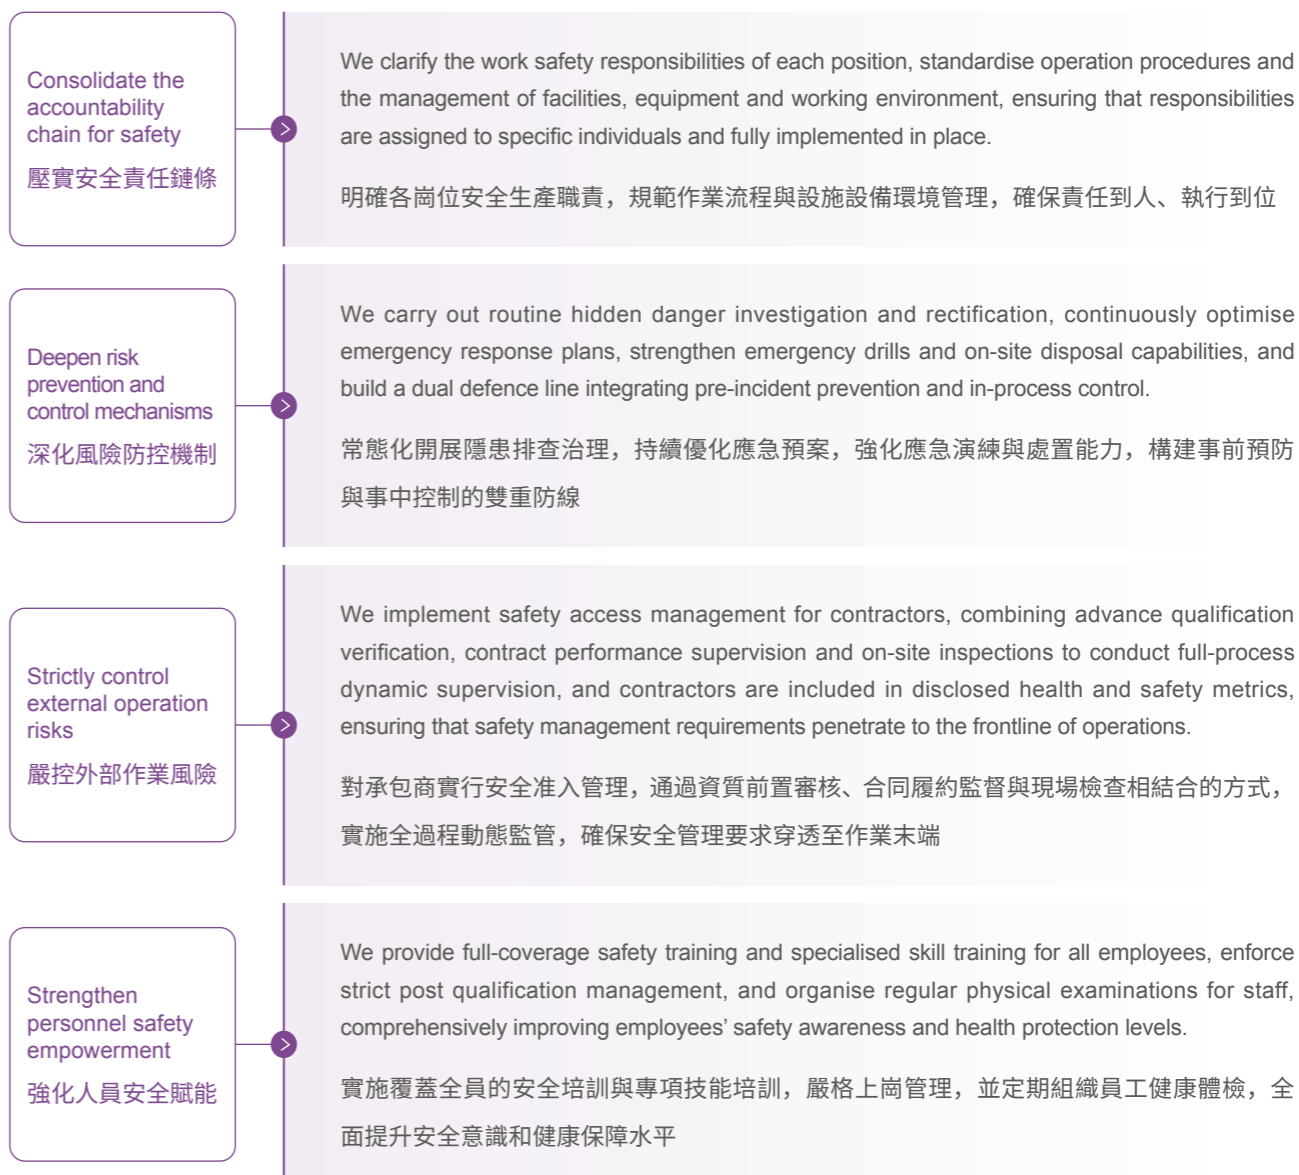 Consolidate the
accountability
chain for safety
壓實安全責任鏈條
We clarify the work safety responsibilities of each position, standardise operation procedures and
the management of facilities, equipment and working environment, ensuring that responsibilities
are assigned to specific individuals and fully implemented in place.
明確各崗位安全生產職責，規範作業流程與設施設備環境管理，確保責任到人、執行到位
Deepen risk
prevention and
control mechanisms
深化風險防控機制
We carry out routine hidden danger investigation and rectification, continuously optimise
emergency response plans, strengthen emergency drills and on-site disposal capabilities, and
build a dual defence line integrating pre-incident prevention and in-process control.
常態化開展隱患排查治理，持續優化應急預案，強化應急演練與處置能力，構建事前預防
與事中控制的雙重防線
Strictly control
external operation
risks
嚴控外部作業風險
We implement safety access management for contractors, combining advance qualification
verification, contract performance supervision and on-site inspections to conduct full-process
dynamic supervision, and contractors are included in disclosed health and safety metrics,
ensuring that safety management requirements penetrate to the frontline of operations.
對承包商實行安全准入管理，通過資質前置審核、合同履約監督與現場檢查相結合的方式，
實施全過程動態監管，確保安全管理要求穿透至作業末端
Strengthen
personnel safety
empowerment
強化人員安全賦能
We provide full-coverage safety training and specialised skill training for all employees, enforce
strict post qualification management, and organise regular physical examinations for staff,
comprehensively improving employees’ safety awareness and health protection levels.
實施覆蓋全員的安全培訓與專項技能培訓，嚴格上崗管理，並定期組織員工健康體檢，全
面提升安全意識和健康保障水平